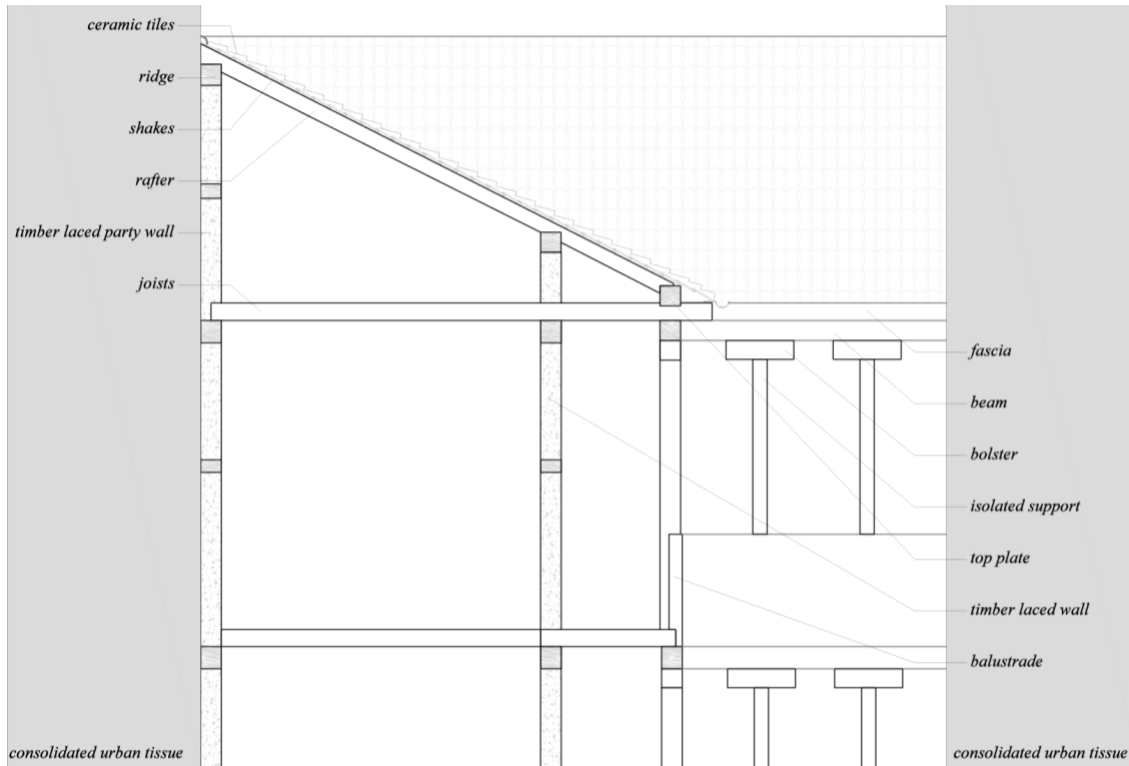 ceramic tiles
ridge
shakes
rafter
timber laced party wall
joists
fascia
beam
bolster
isolated support
top plate
timber laced wall
balustrade
consolidated urban tissue
consolidated urban tissue